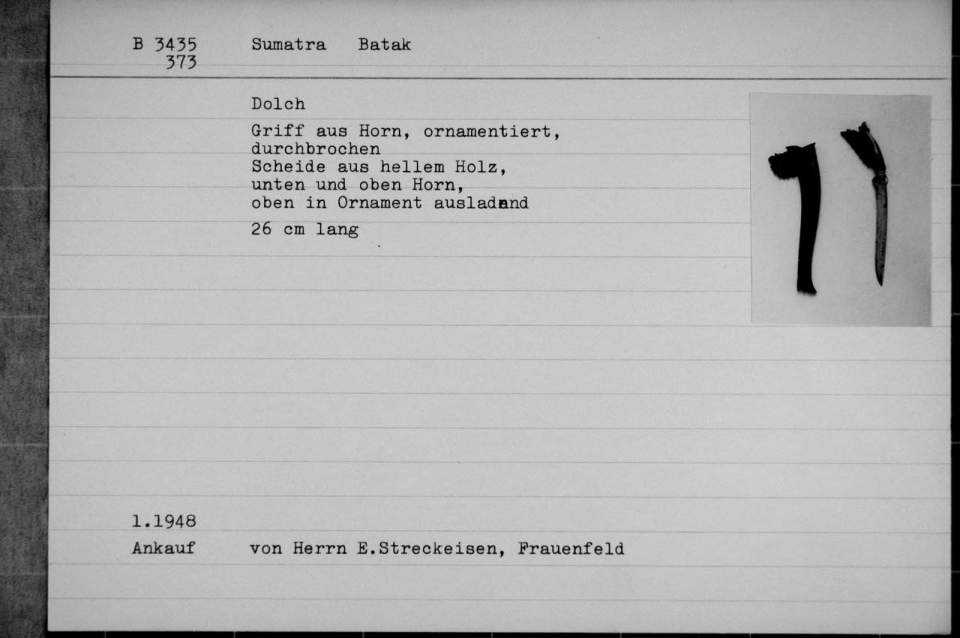 B 3435 Sumatra Batak
373
Dolch
Griff aus Horn, ornamentiert,
durchbrochen
Scheide aus hellem Holz,
unten und oben Horn,
oben in Ornament ausladend
26 cm lang
1.1948
Ankauf von Herrn E.Streckeisen, Frauenfeld